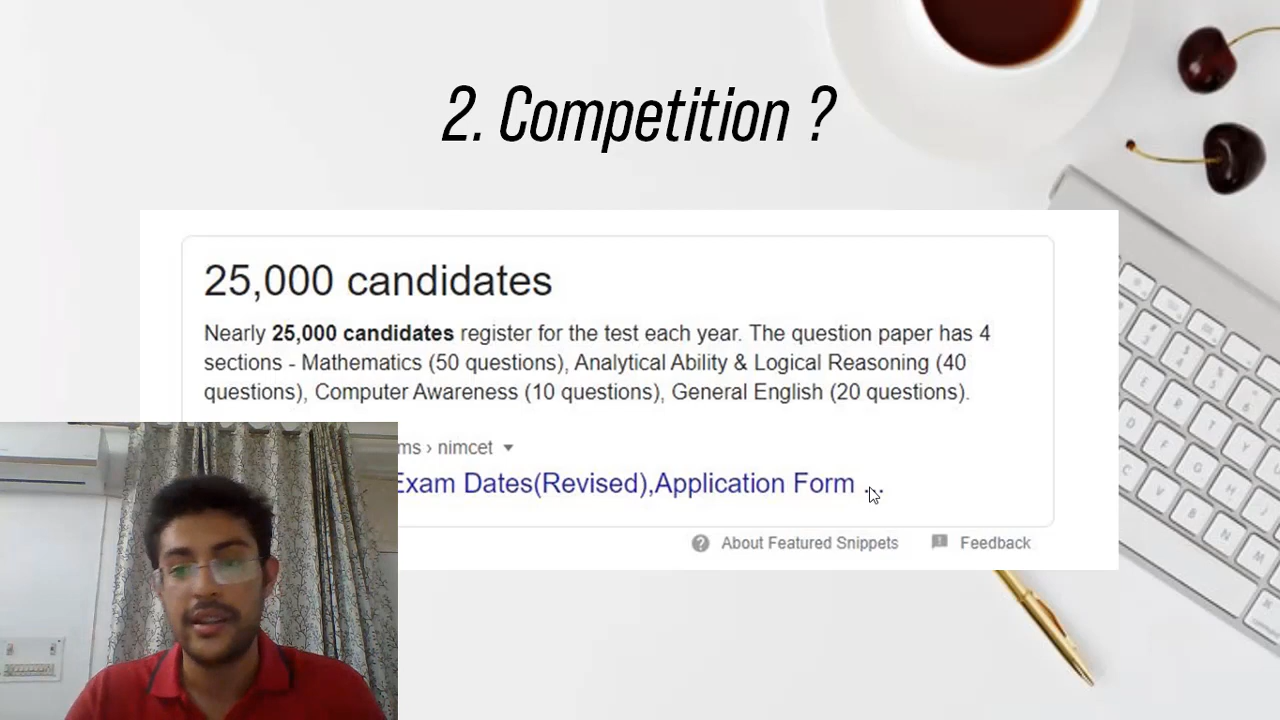 2. Competition ?
25,000 candidates
Nearly 25,000 candidates register for the test each year. The question paper has 4
sections - Mathematics (50 questions), Analytical Ability & Logical Reasoning (40
questions), Computer Awareness (10 questions), General English (20 questions).
ms › nimcet
Exam Dates(Revised),Application Form ...
About Featured Snippets
Feedback